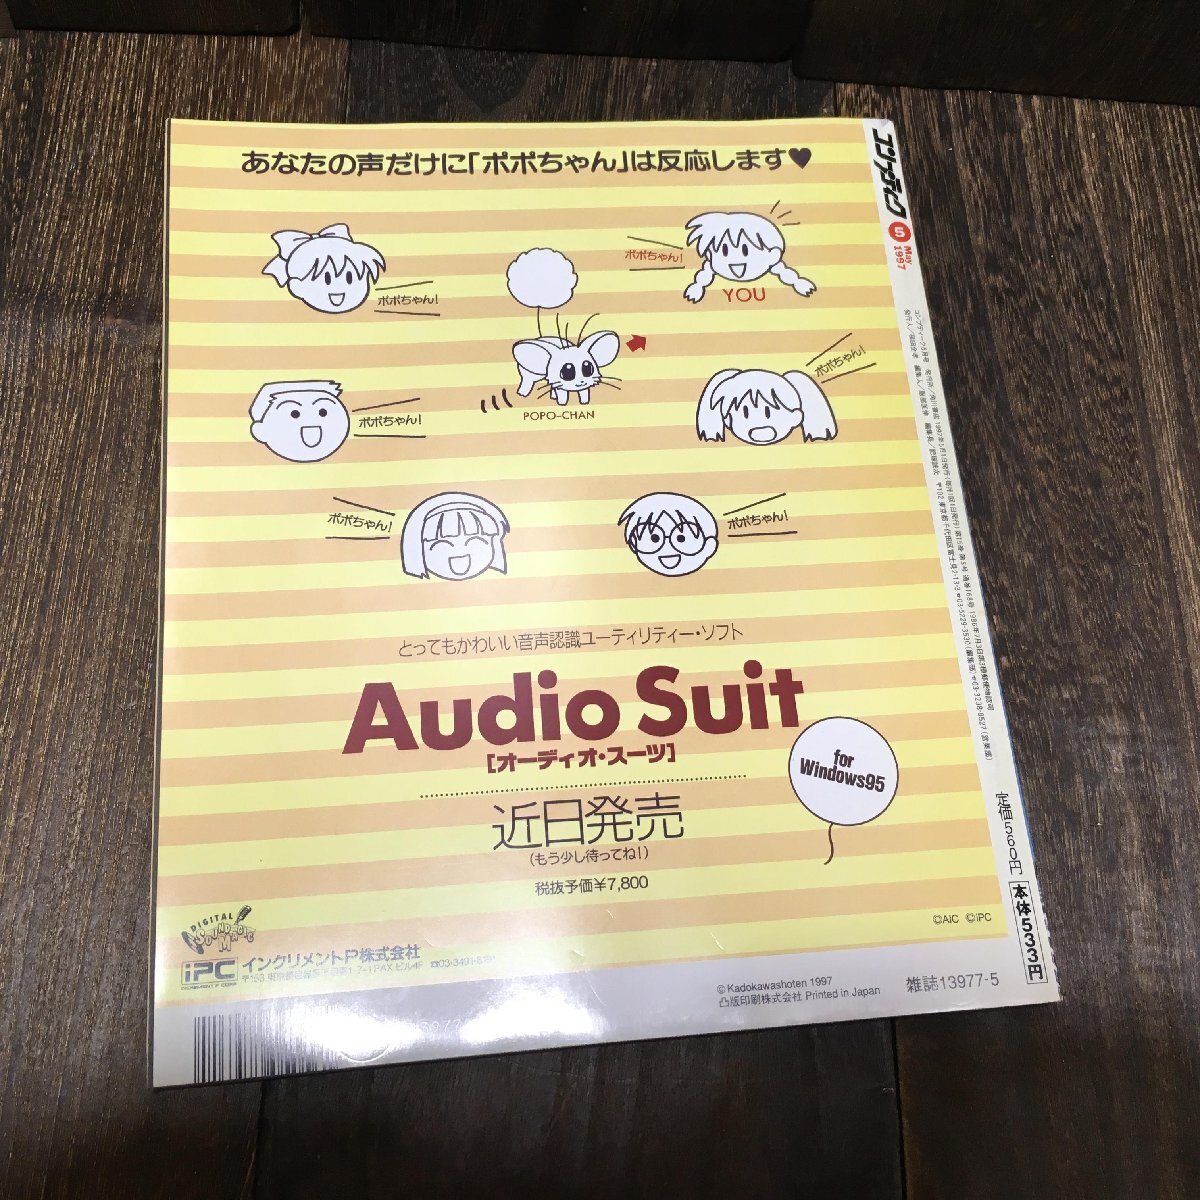 あなたの声だけに「ポポちゃん」は反応します♥
ポポちゃん!
ポポちゃん!
YOU
POPO-CHAN
ポポちゃん!
ポポちゃん!
ポポちゃん!
ポポちゃん!
とってもかわいい音声認識ユーティリティー・ソフト
Audio Suit
[オーディオ・スーツ]
for
Windows95
近日発売
(もう少し待ってね!)
税抜予価¥7,800
©AIC ©iPC
DIGITAL
SOUND
MAGIC
iPC
インクリメントP株式会社
©Kadokawashoten 1997
凸版印刷株式会社 Printed in Japan
雑誌13977-5
コンプティーク
5
May
1997
定価560円
本体533円